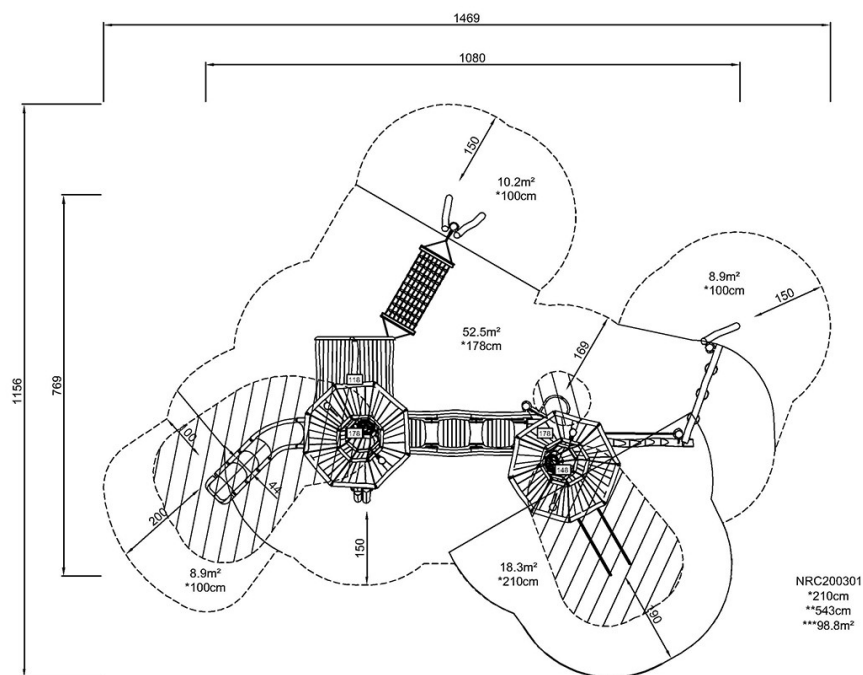 1469
1080
150
10.2m²
*100cm
8.9m²
*100cm
150
52.5m²
*178cm
169
1156
769
118
178
178
148
100
44
200
150
8.9m²
*100cm
18.3m²
*210cm
190
NRC200301
*210cm
**543cm
***98.8m²